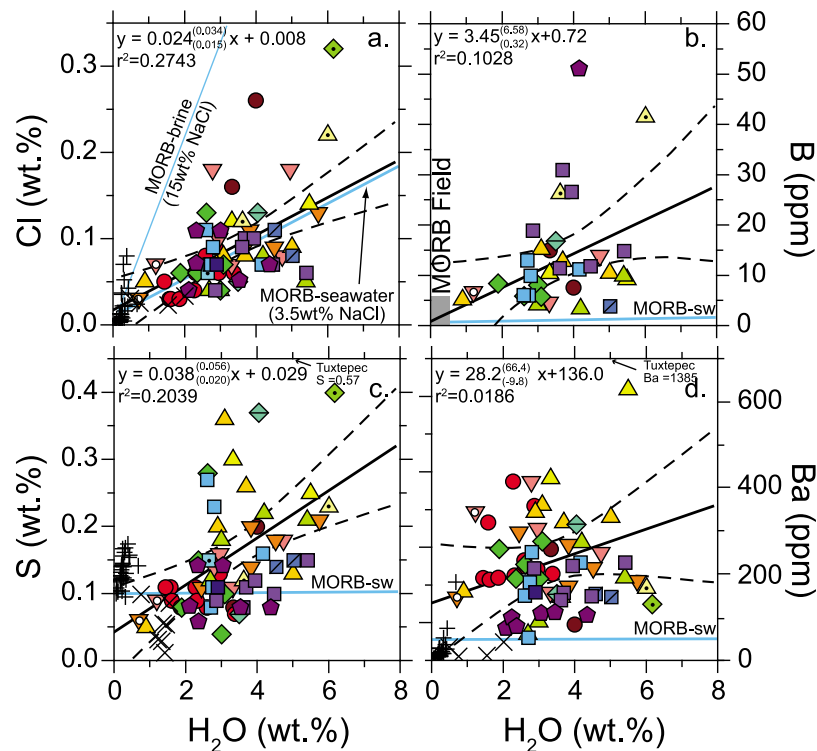 y = 0.024(0.034)(0.015)x + 0.008
r²=0.2743
a.
0.3
0.2
0.1
0.0
Cl (wt.%)
MORB-brine
(15wt% NaCl)
MORB-seawater
(3.5wt% NaCl)
y = 3.45(6.58)(0.32)x+0.72
r²=0.1028
b.
60
50
40
30
20
10
0
B
(ppm)
MORB Field
MORB-sw
y = 0.038(0.056)(0.020)x + 0.029
r²=0.2039
Tuxtepec
S =0.57
c.
0.4
0.3
0.2
0.1
0.0
S (wt.%)
MORB-sw
0 2 4 6 8
H₂O (wt.%)
y = 28.2(66.4)(-9.8)x+136.0
r²=0.0186
Tuxtepec
Ba =1385
d.
600
400
200
0
Ba
(ppm)
MORB-sw
0 2 4 6 8
H₂O (wt.%)